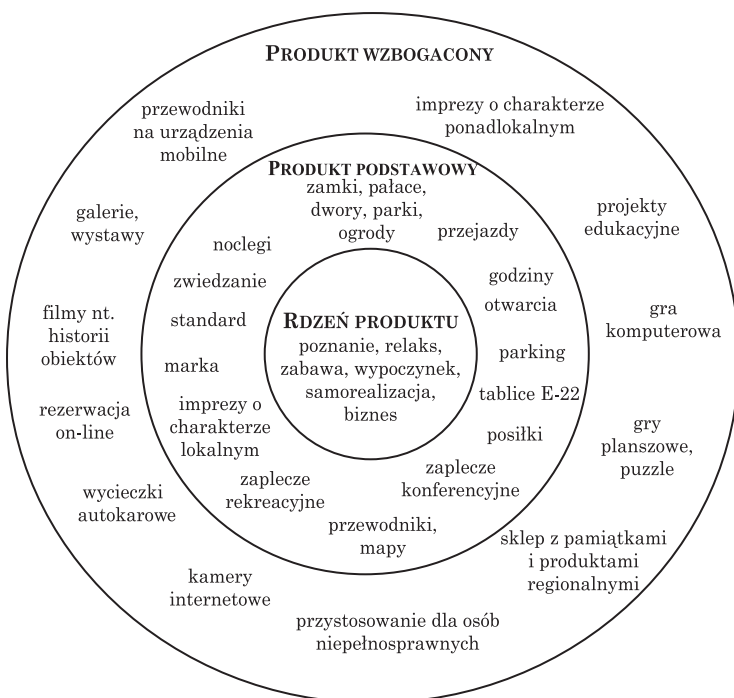 PRODUKT WZBOGACONY
przewodniki
na urządzenia
mobilne
imprezy o charakterze
ponadlokalnym
galerie,
wystawy
projekty
edukacyjne
filmy nt.
historii
obiektów
gra
komputerowa
rezerwacja
on-line
gry
planszowe,
puzzle
wycieczki
autokarowe
sklep z pamiątkami
i produktami
regionalnymi
kamery
internetowe
przystosowanie dla osób
niepełnosprawnych
PRODUKT PODSTAWOWY
zamki, pałace,
dwory, parki,
ogrody
noclegi
przejazdy
zwiedzanie
godziny
otwarcia
standard
marka
parking
tablice E-22
imprezy o
charakterze
lokalnym
posiłki
zaplecze
rekreacyjne
zaplecze
konferencyjne
przewodniki,
mapy
RDZEŃ PRODUKTU
poznanie, relaks,
zabawa, wypoczynek,
samorealizacja,
biznes